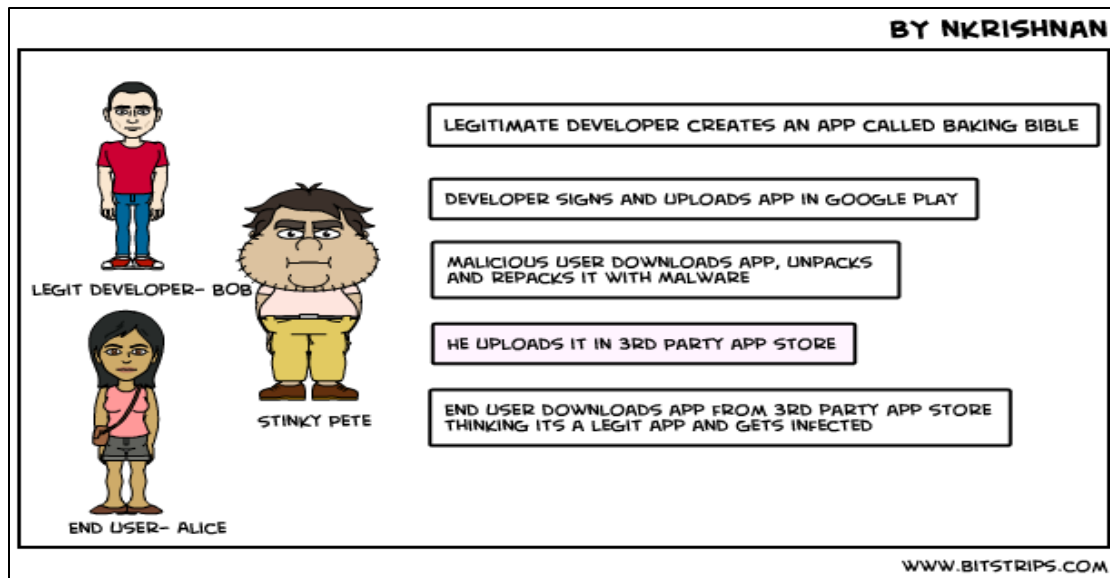 BY NKRISHNAN
LEGIT DEVELOPER- BOB
STINKY PETE
END USER- ALICE
LEGITIMATE DEVELOPER CREATES AN APP CALLED BAKING BIBLE
DEVELOPER SIGNS AND UPLOADS APP IN GOOGLE PLAY
MALICIOUS USER DOWNLOADS APP, UNPACKS
AND REPACKS IT WITH MALWARE
HE UPLOADS IT IN 3RD PARTY APP STORE
END USER DOWNLOADS APP FROM 3RD PARTY APP STORE
THINKING ITS A LEGIT APP AND GETS INFECTED
WWW.BITSTRIPS.COM